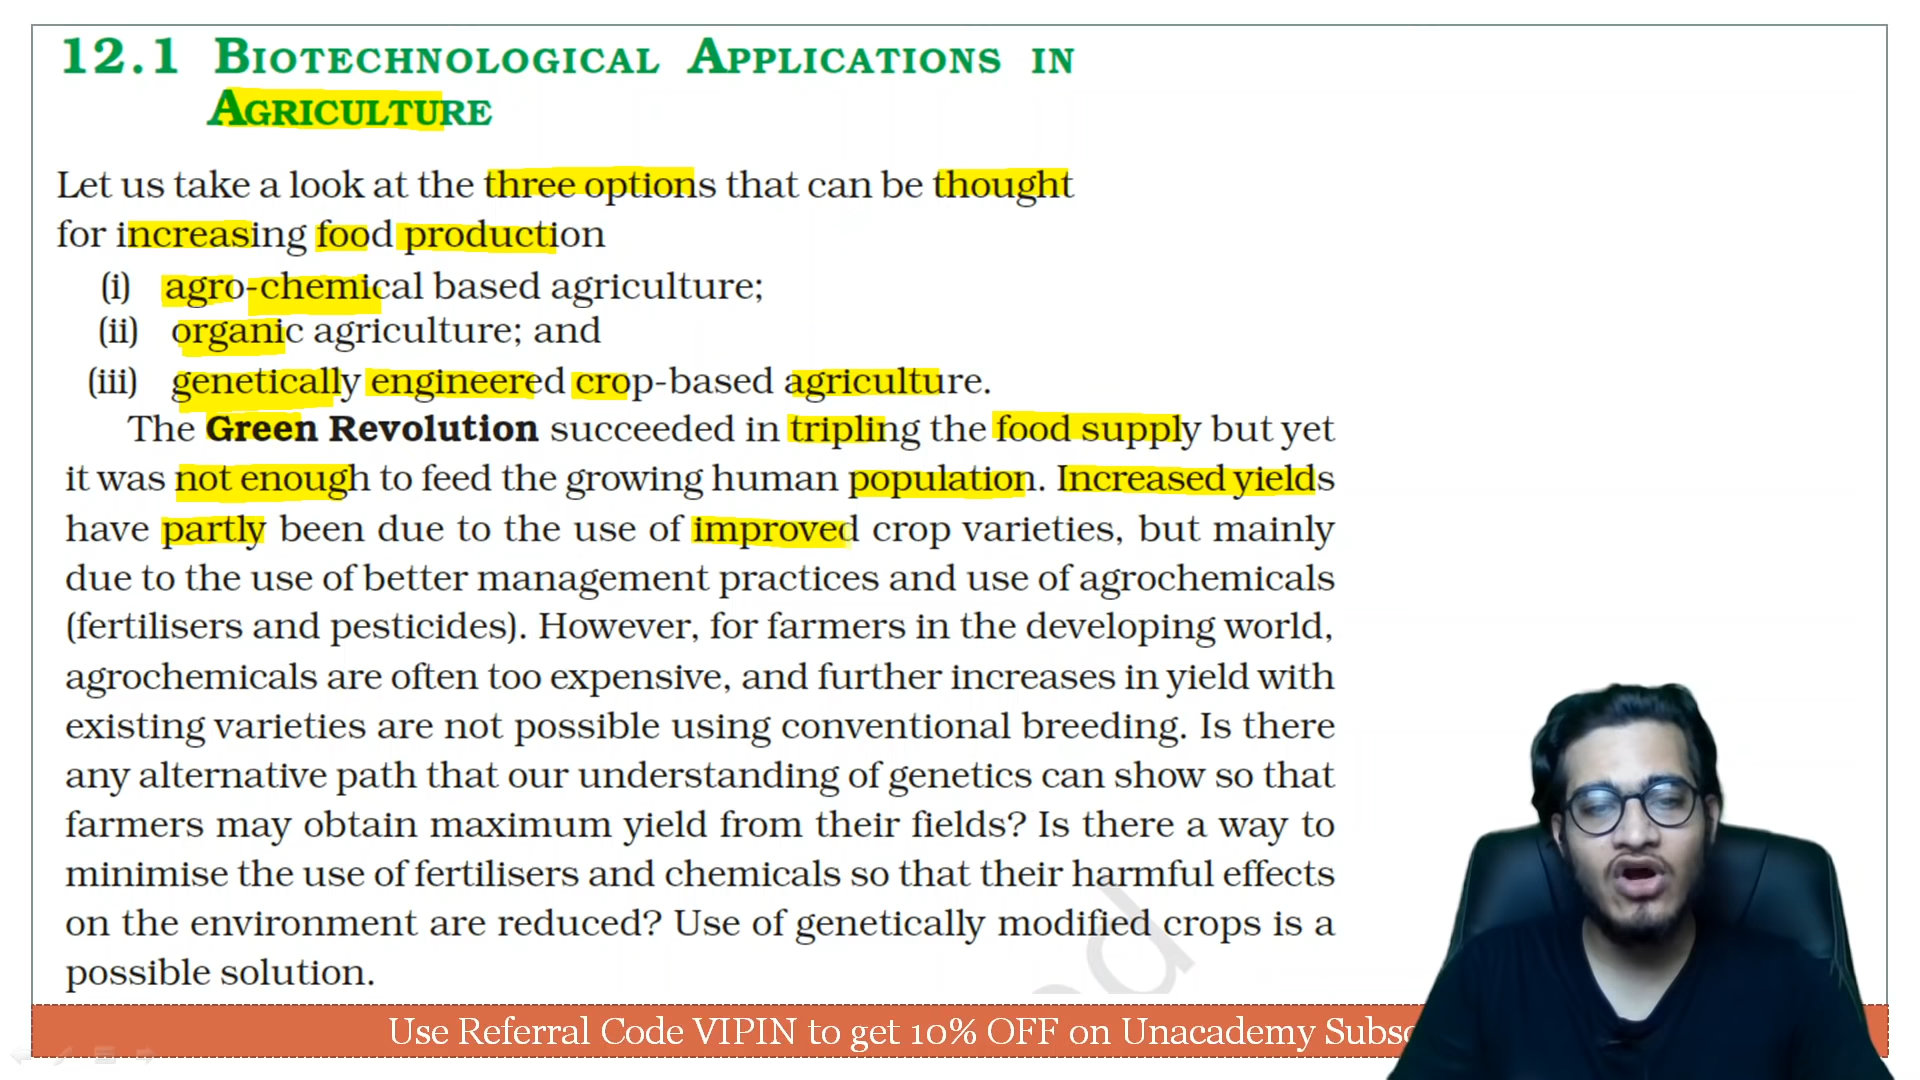 12.1 BIOTECHNOLOGICAL APPLICATIONS IN
AGRICULTURE
Let us take a look at the three options that can be thought
for increasing food production
(i) agro-chemical based agriculture;
(ii) organic agriculture; and
(iii) genetically engineered crop-based agriculture.
The Green Revolution succeeded in tripling the food supply but yet
it was not enough to feed the growing human population. Increased yields
have partly been due to the use of improved crop varieties, but mainly
due to the use of better management practices and use of agrochemicals
(fertilisers and pesticides). However, for farmers in the developing world,
agrochemicals are often too expensive, and further increases in yield with
existing varieties are not possible using conventional breeding. Is there
any alternative path that our understanding of genetics can show so that
farmers may obtain maximum yield from their fields? Is there a way to
minimise the use of fertilisers and chemicals so that their harmful effects
on the environment are reduced? Use of genetically modified crops is a
possible solution.
Use Referral Code VIPIN to get 10% OFF on Unacademy